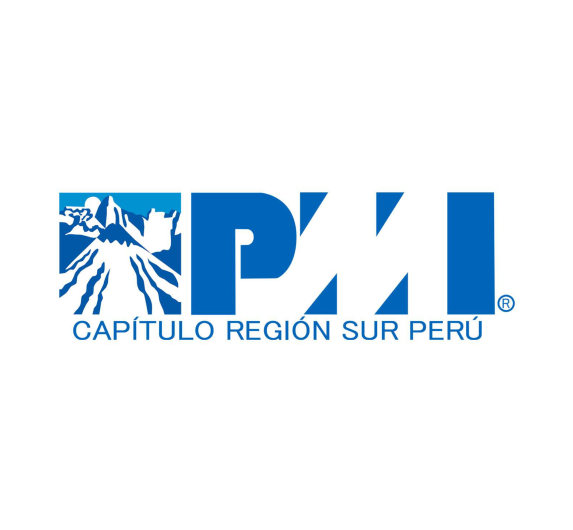 PMI®
CAPÍTULO REGIÓN SUR PERÚ